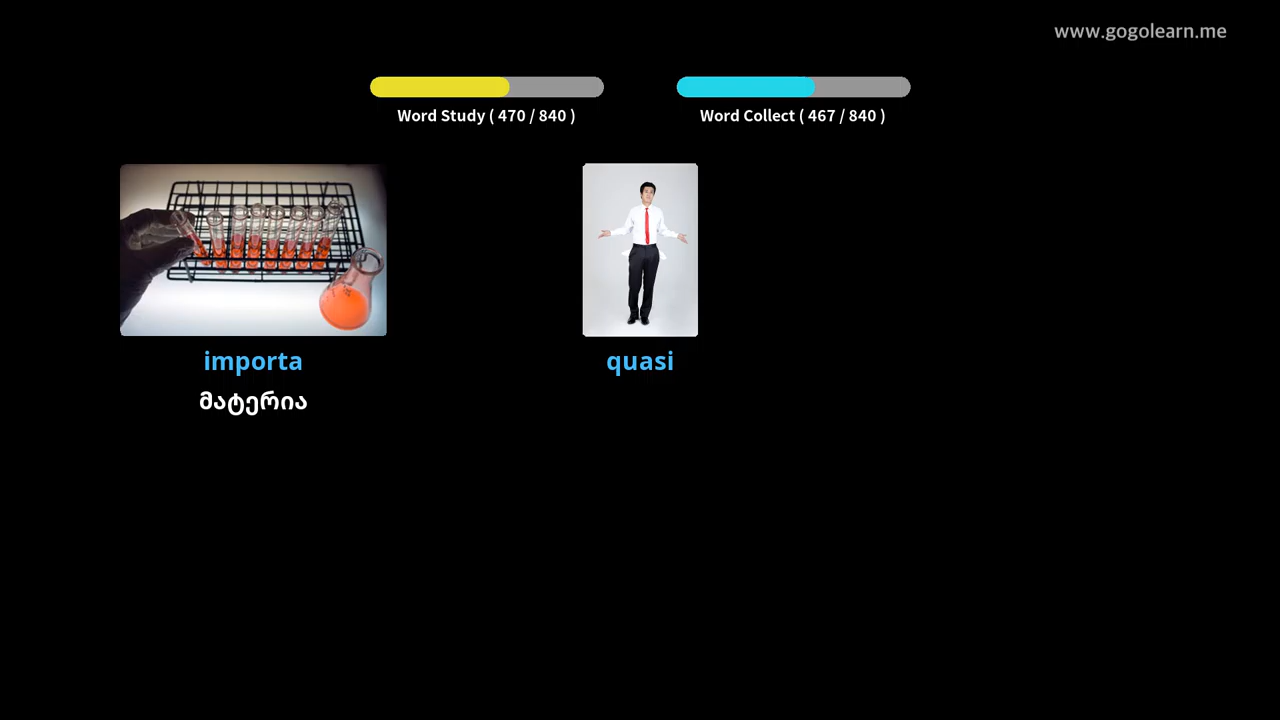 www.gogolearn.me
Word Study ( 470 / 840 )
Word Collect ( 467 / 840 )
importa
quasi
მატერია